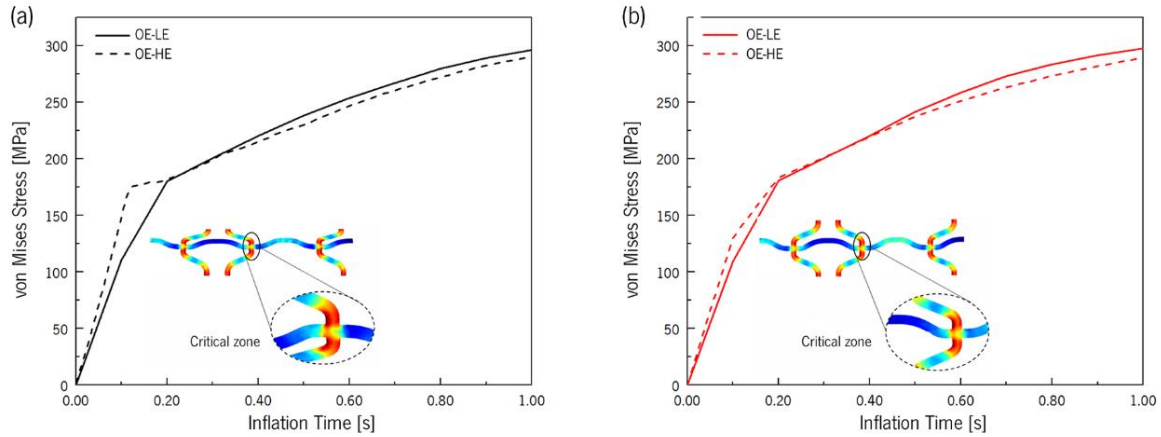 (a)
OE-LE
OE-HE
von Mises Stress [MPa]
300
250
200
150
100
50
0
Critical zone
0.00 0.20 0.40 0.60 0.80 1.00
Inflation Time [s]
(b)
OE-LE
OE-HE
von Mises Stress [MPa]
300
250
200
150
100
50
0
Critical zone
0.00 0.20 0.40 0.60 0.80 1.00
Inflation Time [s]